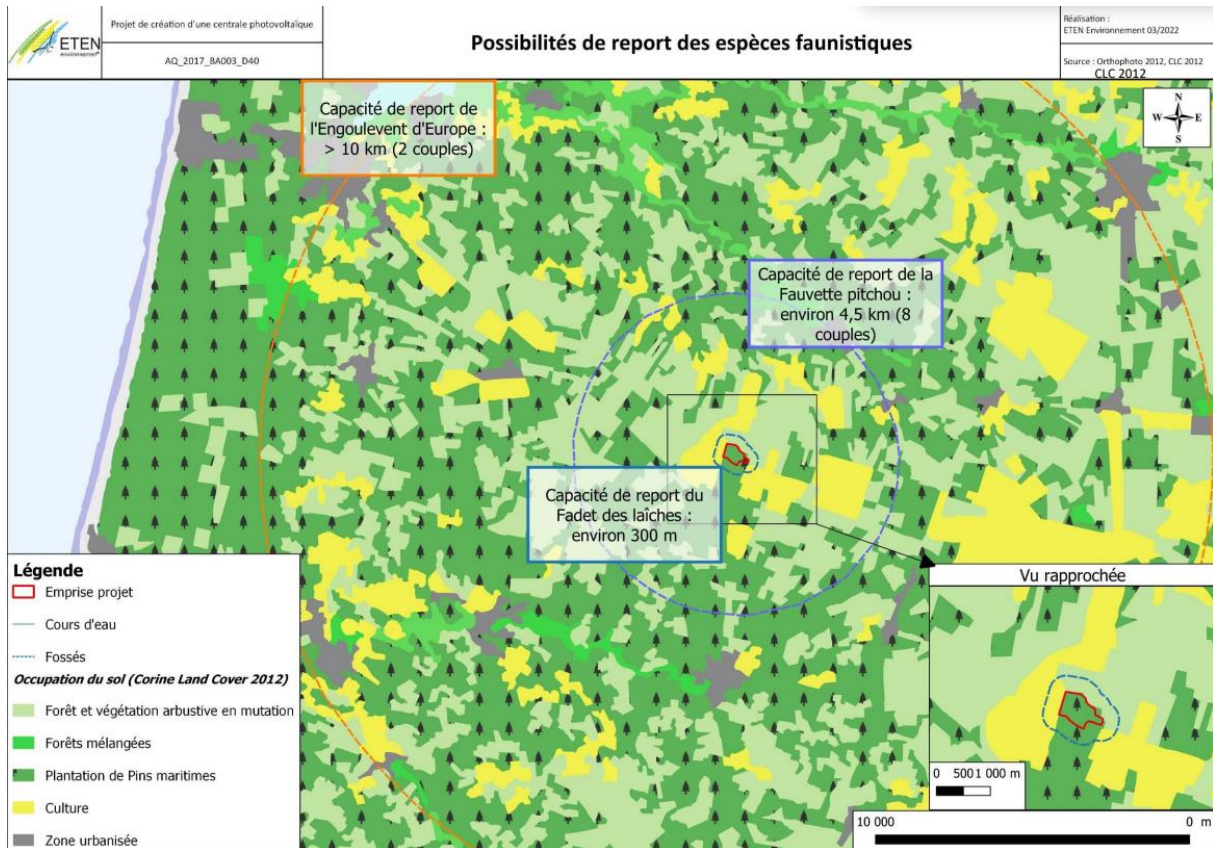 ETEN
environnement
Projet de création d'une centrale photovoltaïque
AQ_2017_BA003_D40
Possibilités de report des espèces faunistiques
Réalisation :
ETEN Environnement 03/2022
Source : Orthophoto 2012, CLC 2012
CLC 2012
N
W E
S
Capacité de report de
l'Engoulevent d'Europe :
> 10 km (2 couples)
Capacité de report de la
Fauvette pitchou :
environ 4,5 km (8
couples)
Capacité de report du
Fadet des laîches :
environ 300 m
Légende
Emprise projet
Cours d'eau
Fossés
Occupation du sol (Corine Land Cover 2012)
Forêt et végétation arbustive en mutation
Forêts mélangées
Plantation de Pins maritimes
Culture
Zone urbanisée
Vu rapprochée
0 5001 000 m
10 000 0 m